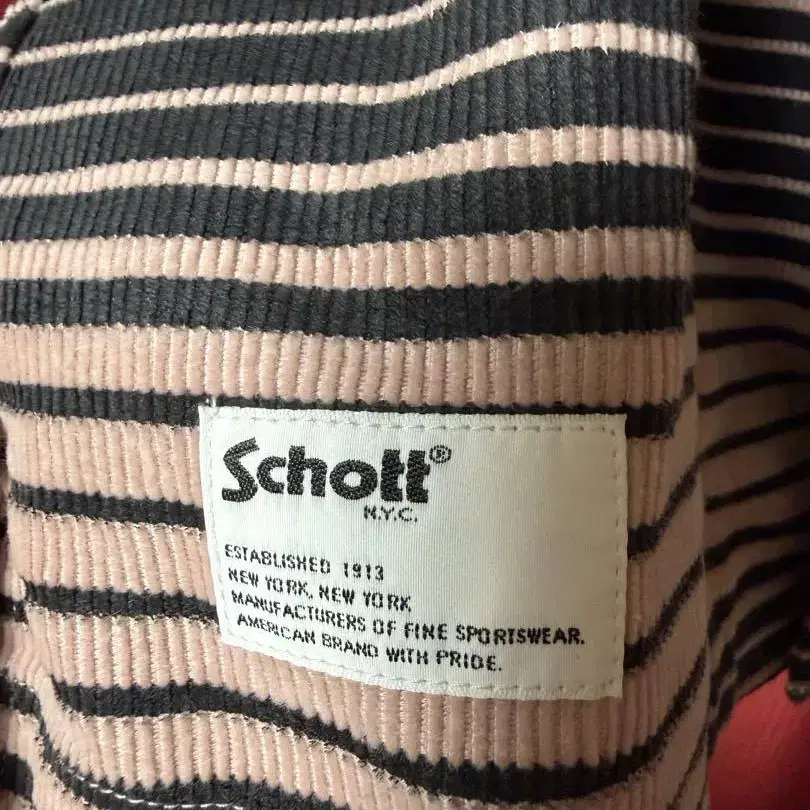 Schott®
N.Y.C.
ESTABLISHED 1913
NEW YORK, NEW YORK
MANUFACTURERS OF FINE SPORTSWEAR.
AMERICAN BRAND WITH PRIDE.